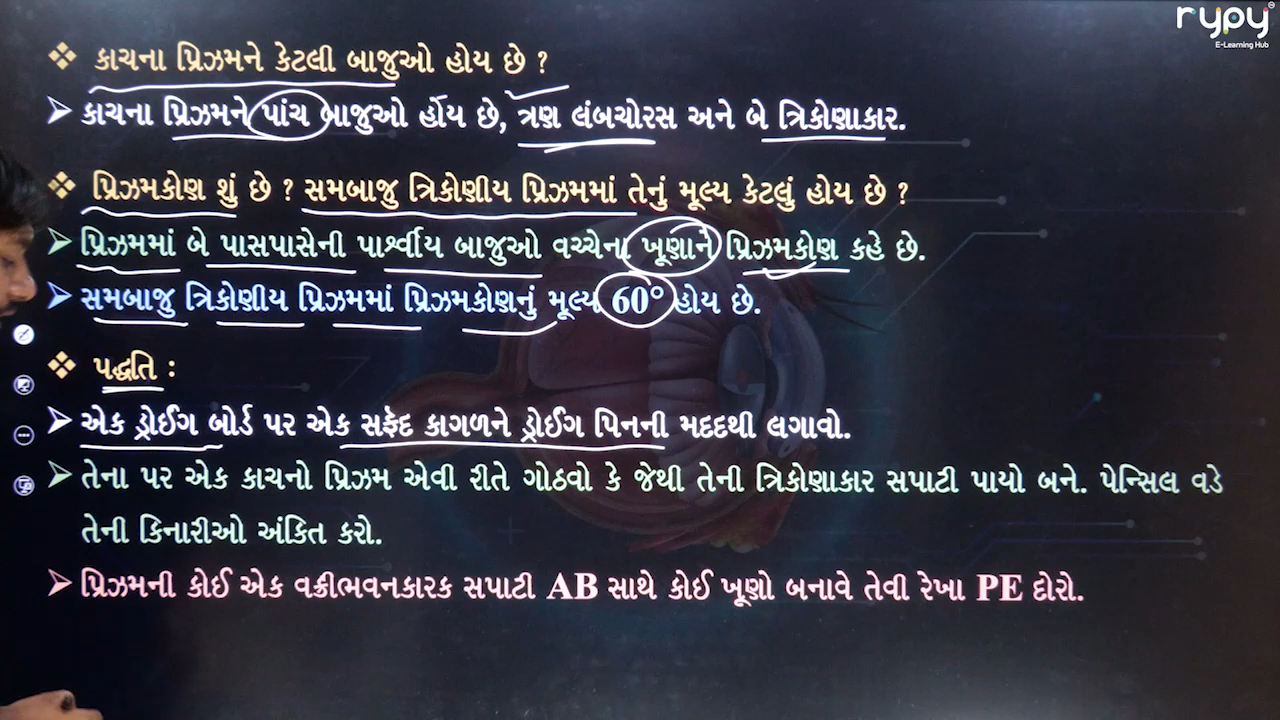 rypy
E-Learning Hub
❖ કાચના પ્રિઝમને કેટલી બાજુઓ હોય છે ?
➢ કાચના પ્રિઝમને પાંચ બાજુઓ હોય છે, ત્રણ લંબચોરસ અને બે ત્રિકોણાકાર.
❖ પ્રિઝમકોણ શું છે ? સમબાજુ ત્રિકોણીય પ્રિઝમમાં તેનું મૂલ્ય કેટલું હોય છે ?
➢ પ્રિઝમમાં બે પાસપાસેની પાર્શ્વીય બાજુઓ વચ્ચેના ખૂણાને પ્રિઝમકોણ કહે છે.
➢ સમબાજુ ત્રિકોણીય પ્રિઝમમાં પ્રિઝમકોણનું મૂલ્ય 60° હોય છે.
❖ પદ્ધતિ :
➢ એક ડ્રોઈંગ બોર્ડ પર એક સફેદ કાગળને ડ્રોઈંગ પિનની મદદથી લગાવો.
➢ તેના પર એક કાચનો પ્રિઝમ એવી રીતે ગોઠવો કે જેથી તેની ત્રિકોણાકાર સપાટી પાયો બને. પેન્સિલ વડે
તેની કિનારીઓ અંકિત કરો.
➢ પ્રિઝમની કોઈ એક વક્રીભવનકારક સપાટી AB સાથે કોઈ ખૂણો બનાવે તેવી રેખા PE દોરો.